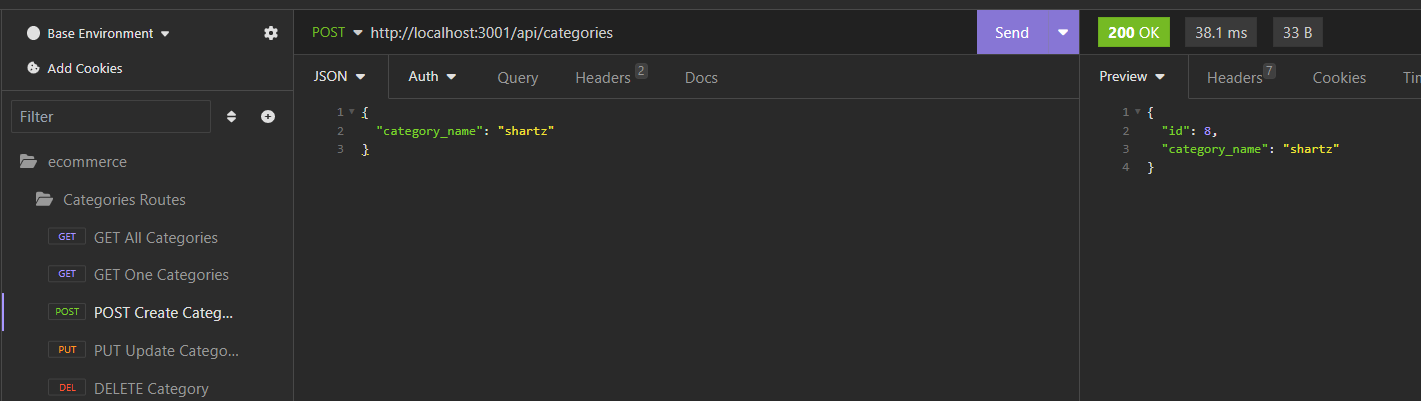 Base Environment
Add Cookies
Filter
ecommerce
Categories Routes
GET GET All Categories
GET GET One Categories
POST POST Create Categ...
PUT PUT Update Catego...
DEL DELETE Category
POST http://localhost:3001/api/categories Send
JSON Auth Query Headers 2 Docs
1 {
2 "category_name": "shartz"
3 }
200 OK 38.1 ms 33 B
Preview Headers 7 Cookies Tim
1 {
2 "id": 8,
3 "category_name": "shartz"
4 }